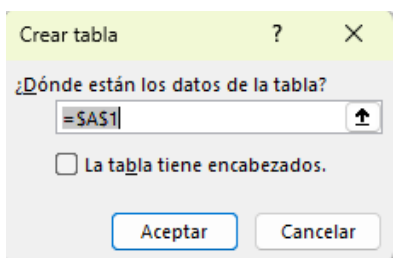 Crear tabla ? ×
¿Dónde están los datos de la tabla?
=$A$1
La tabla tiene encabezados.
Aceptar Cancelar